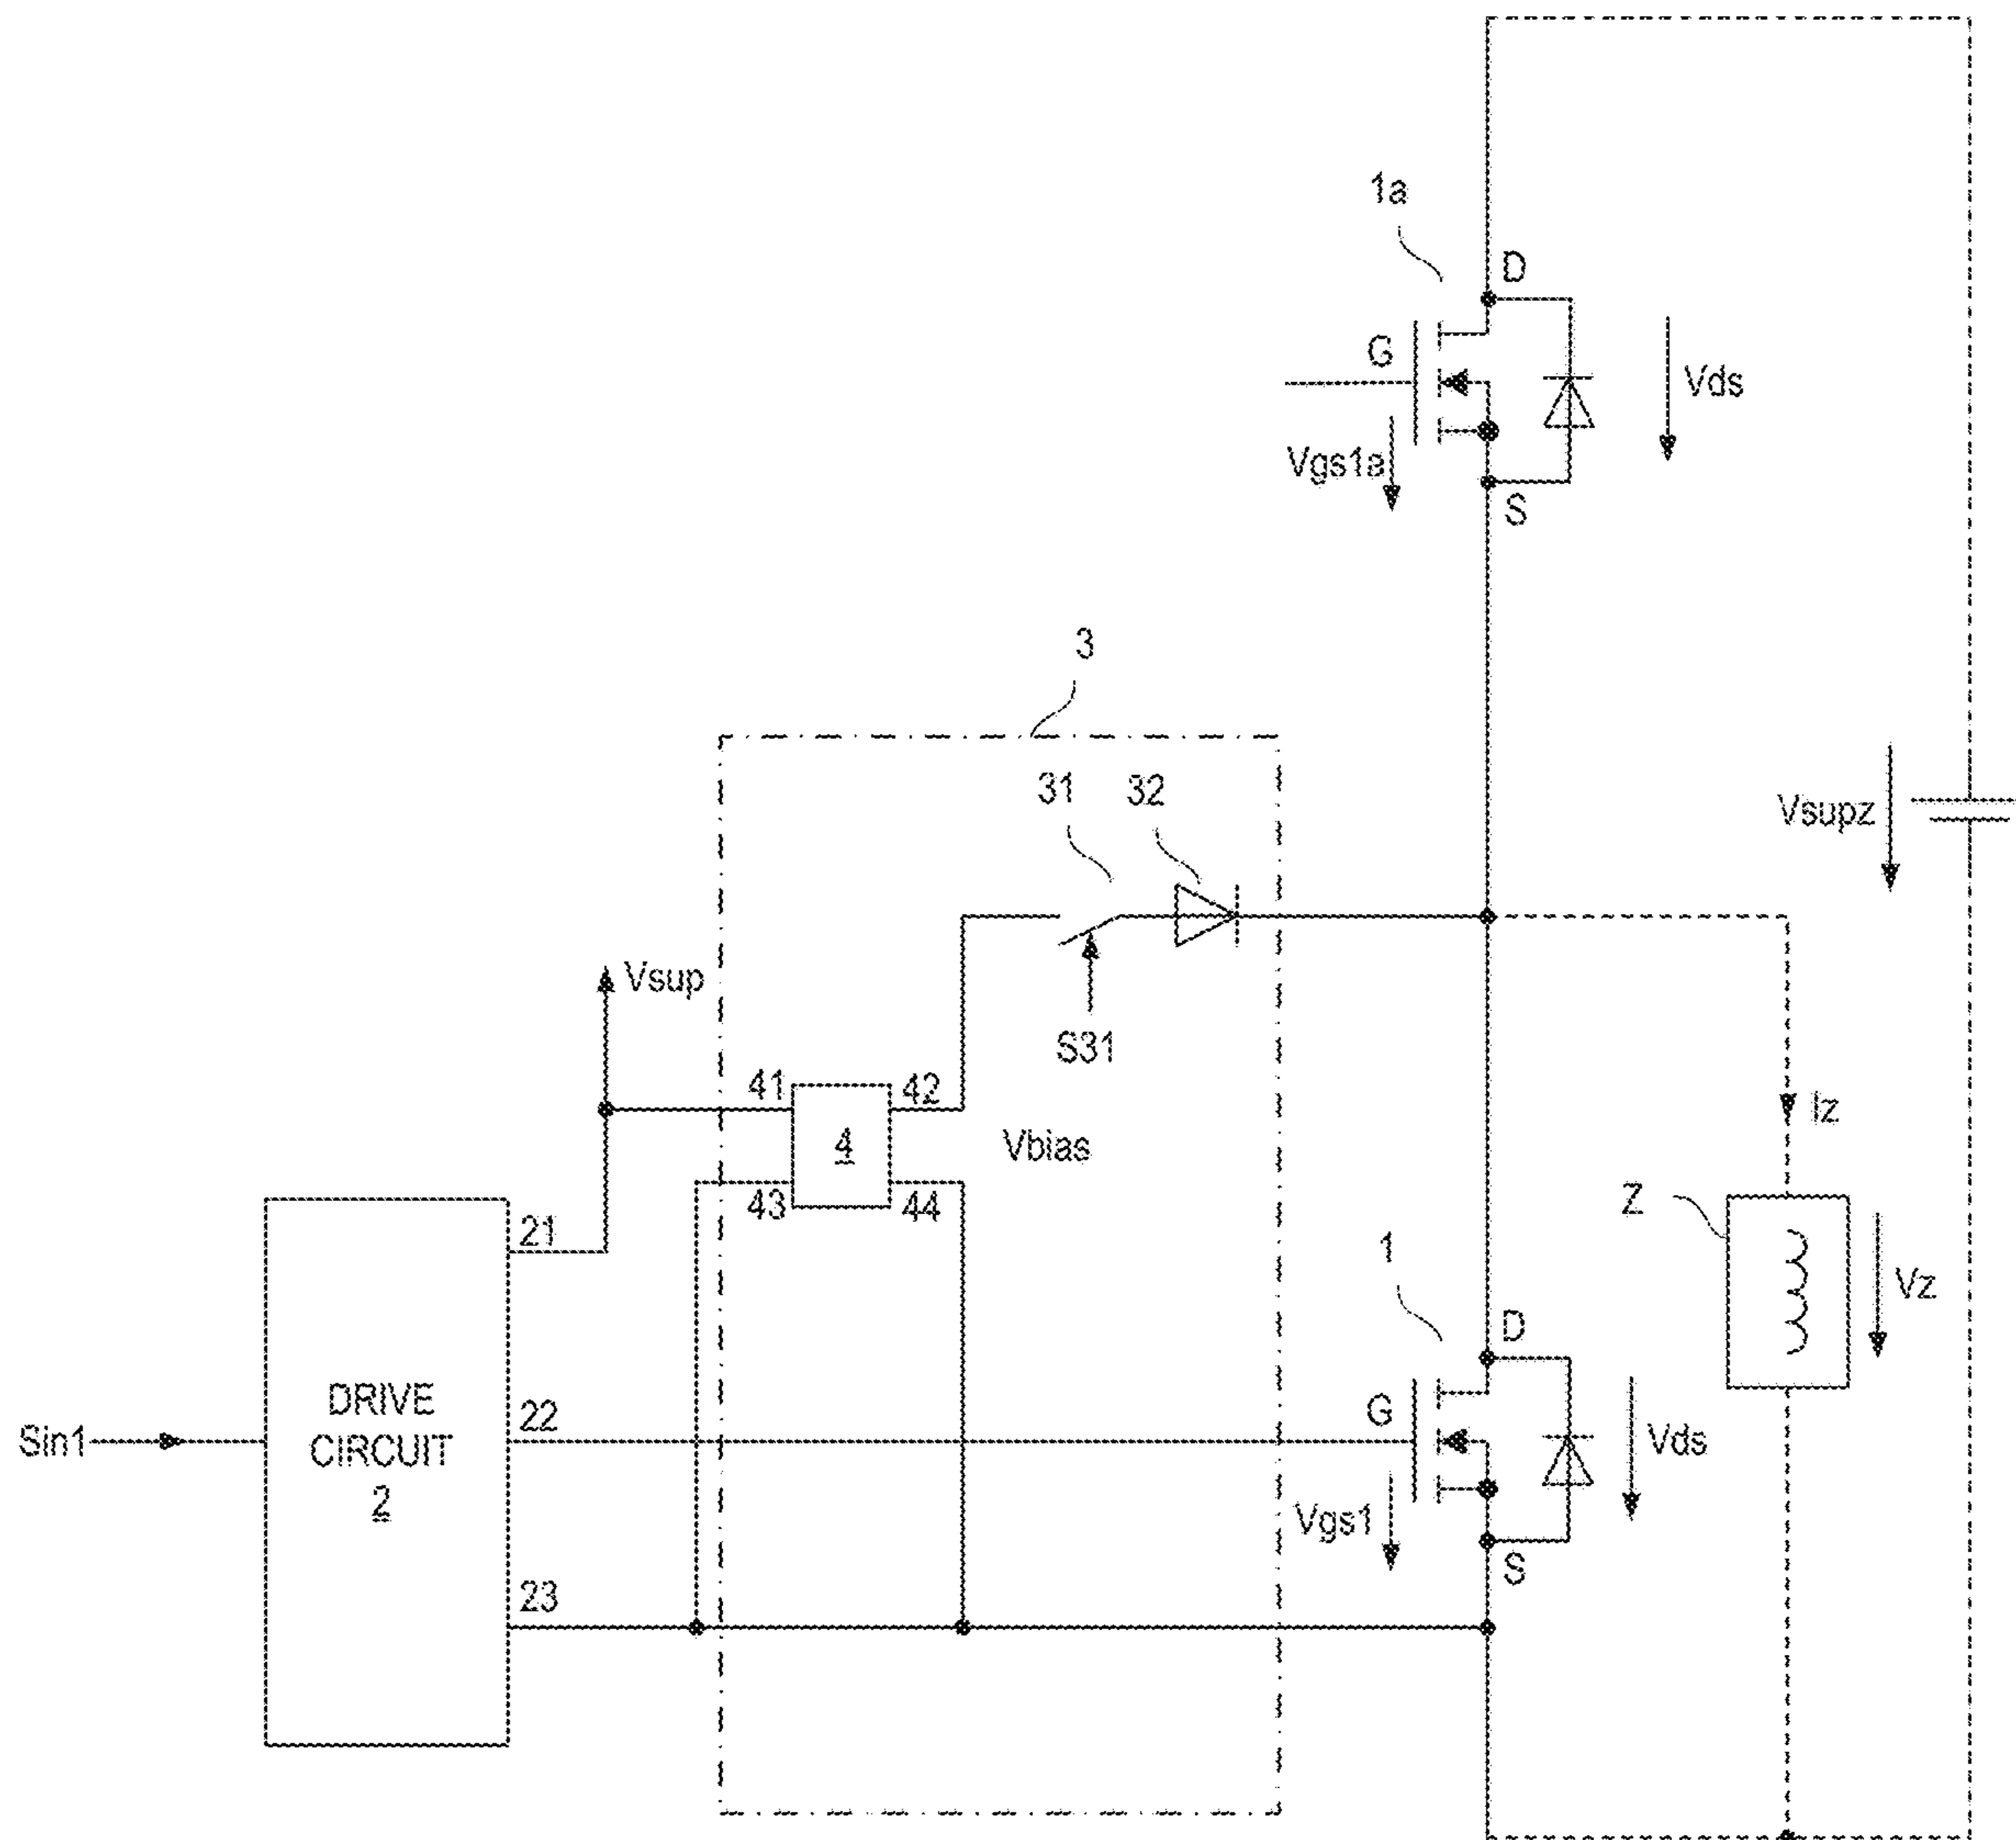 1a
D
G
Vds
Vgs1a
S
3
31
32
Vsupz
Vsup
S31
41
42
Iz
4
Vbias
43
44
Z
21
1
Vz
D
DRIVE
CIRCUIT
2
22
G
Sin1
Vds
Vgs1
23
S